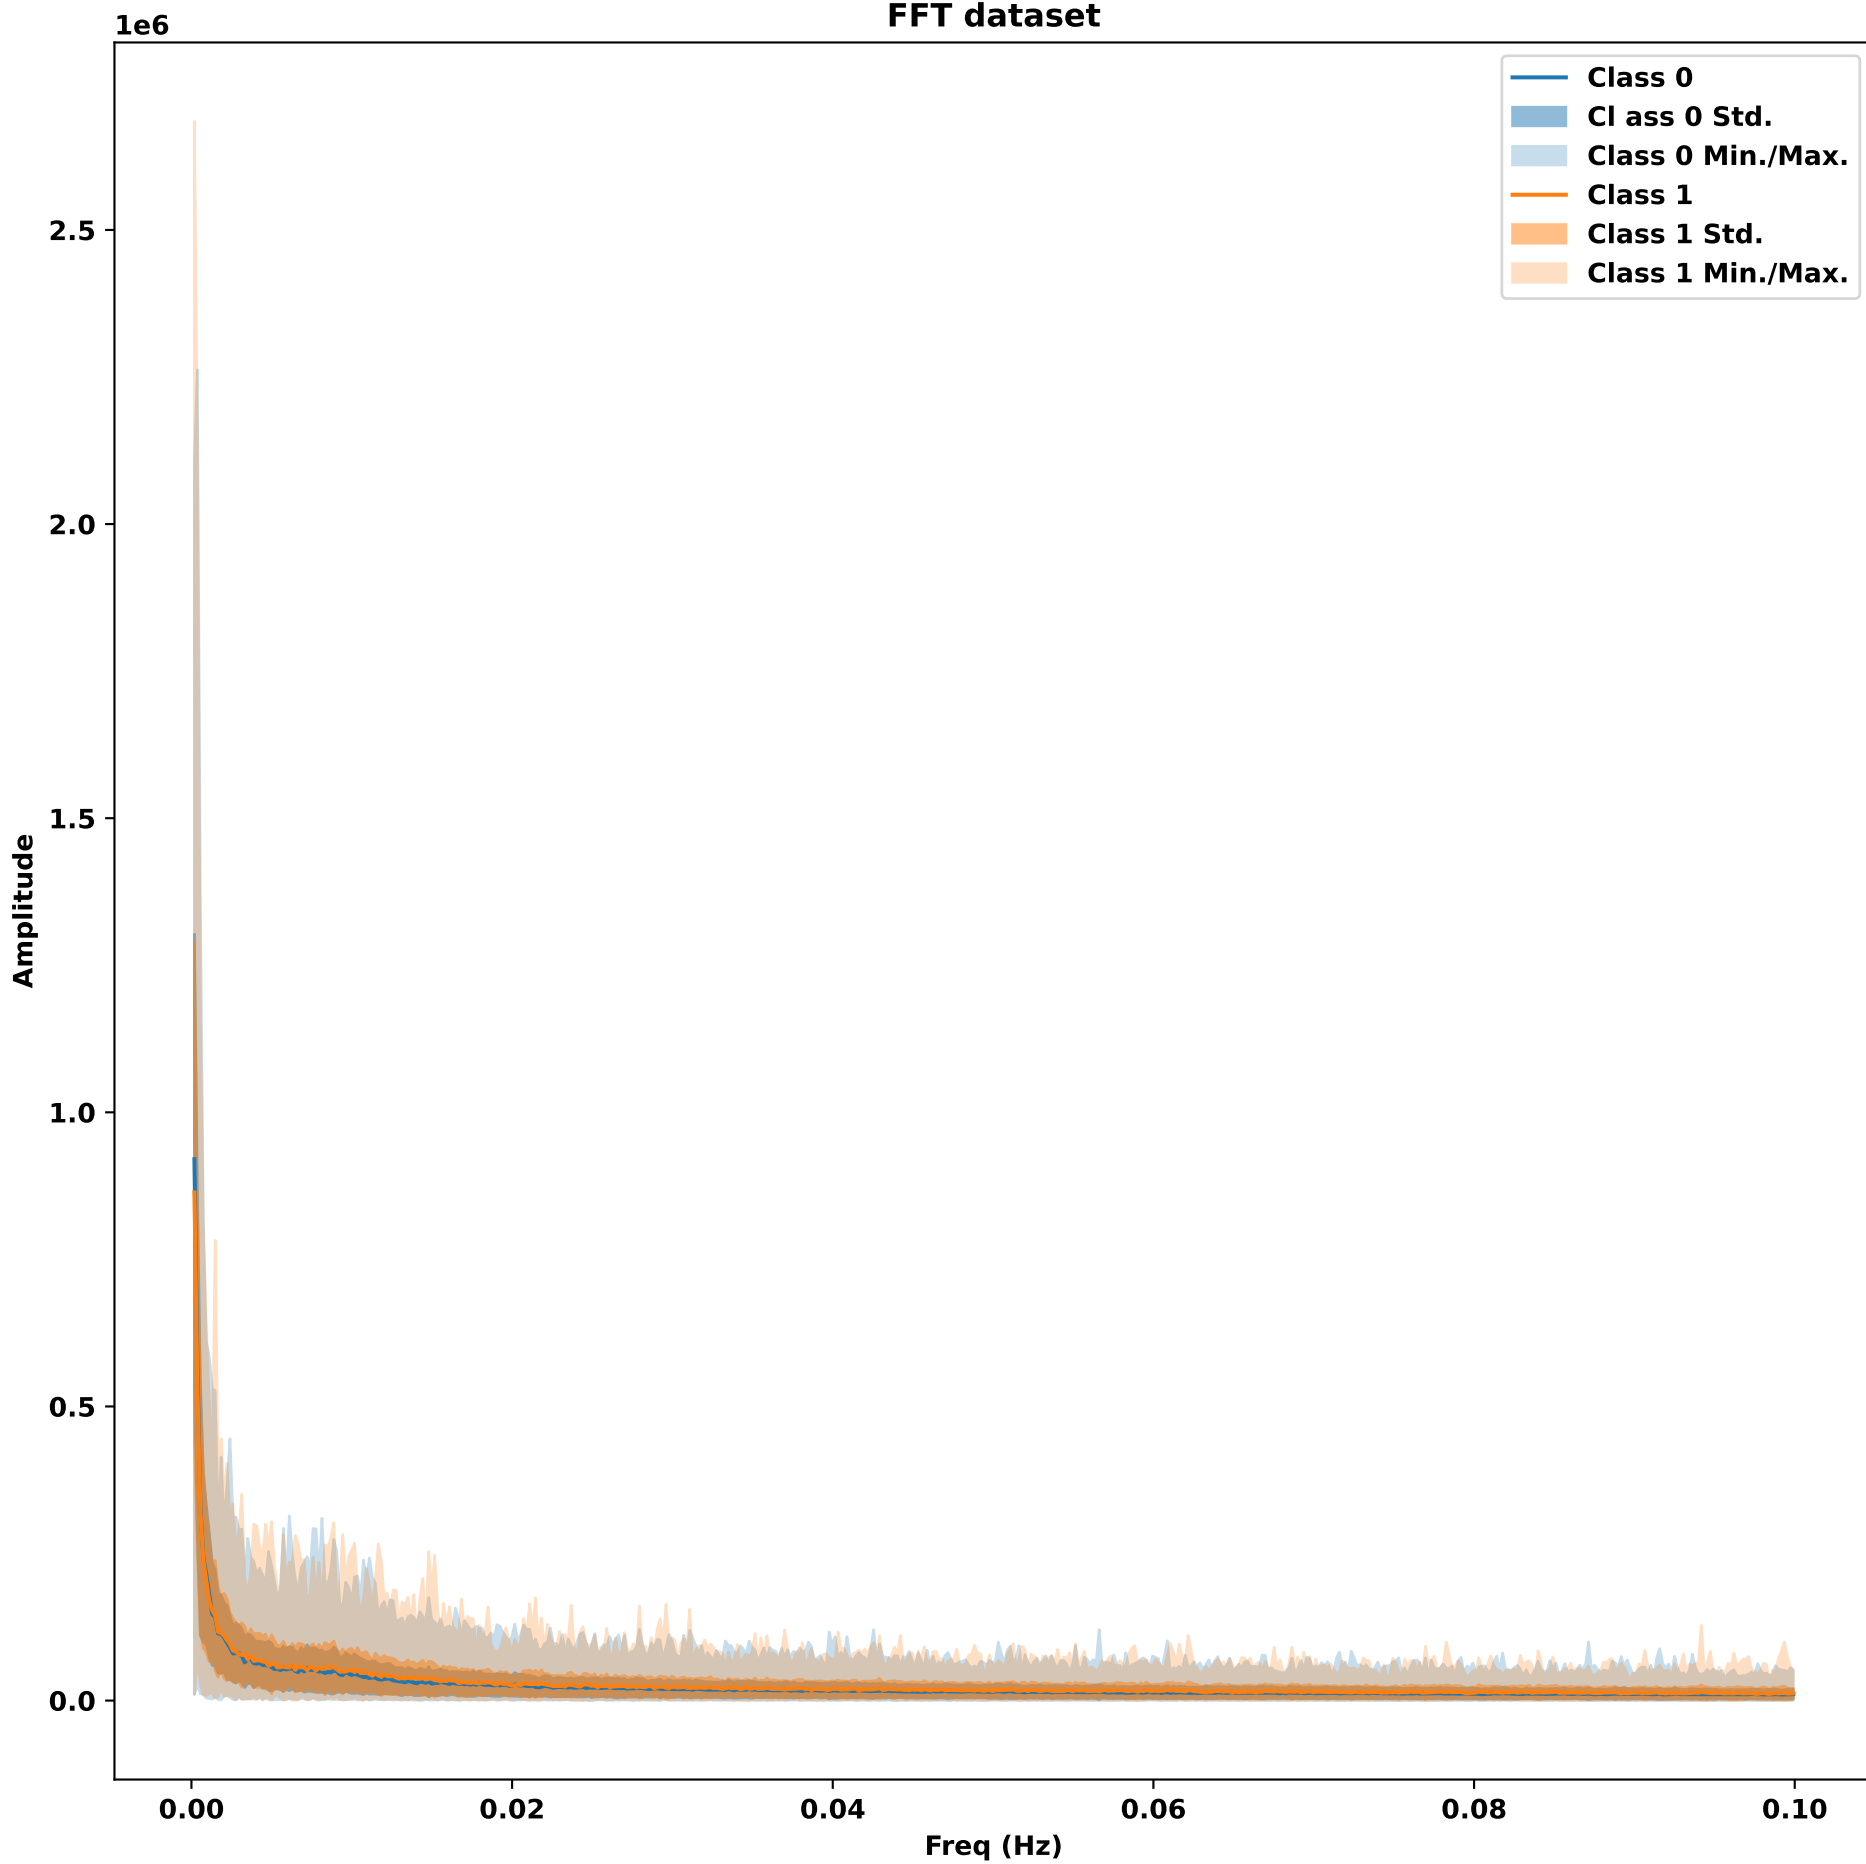 FFT dataset
1e6
Class 0
Cl ass 0 Std.
Class 0 Min./Max.
Class 1
Class 1 Std.
Class 1 Min./Max.
2.5
2.0
1.5
1.0
0.5
0.0
Amplitude
0.00 0.02 0.04 0.06 0.08 0.10
Freq (Hz)